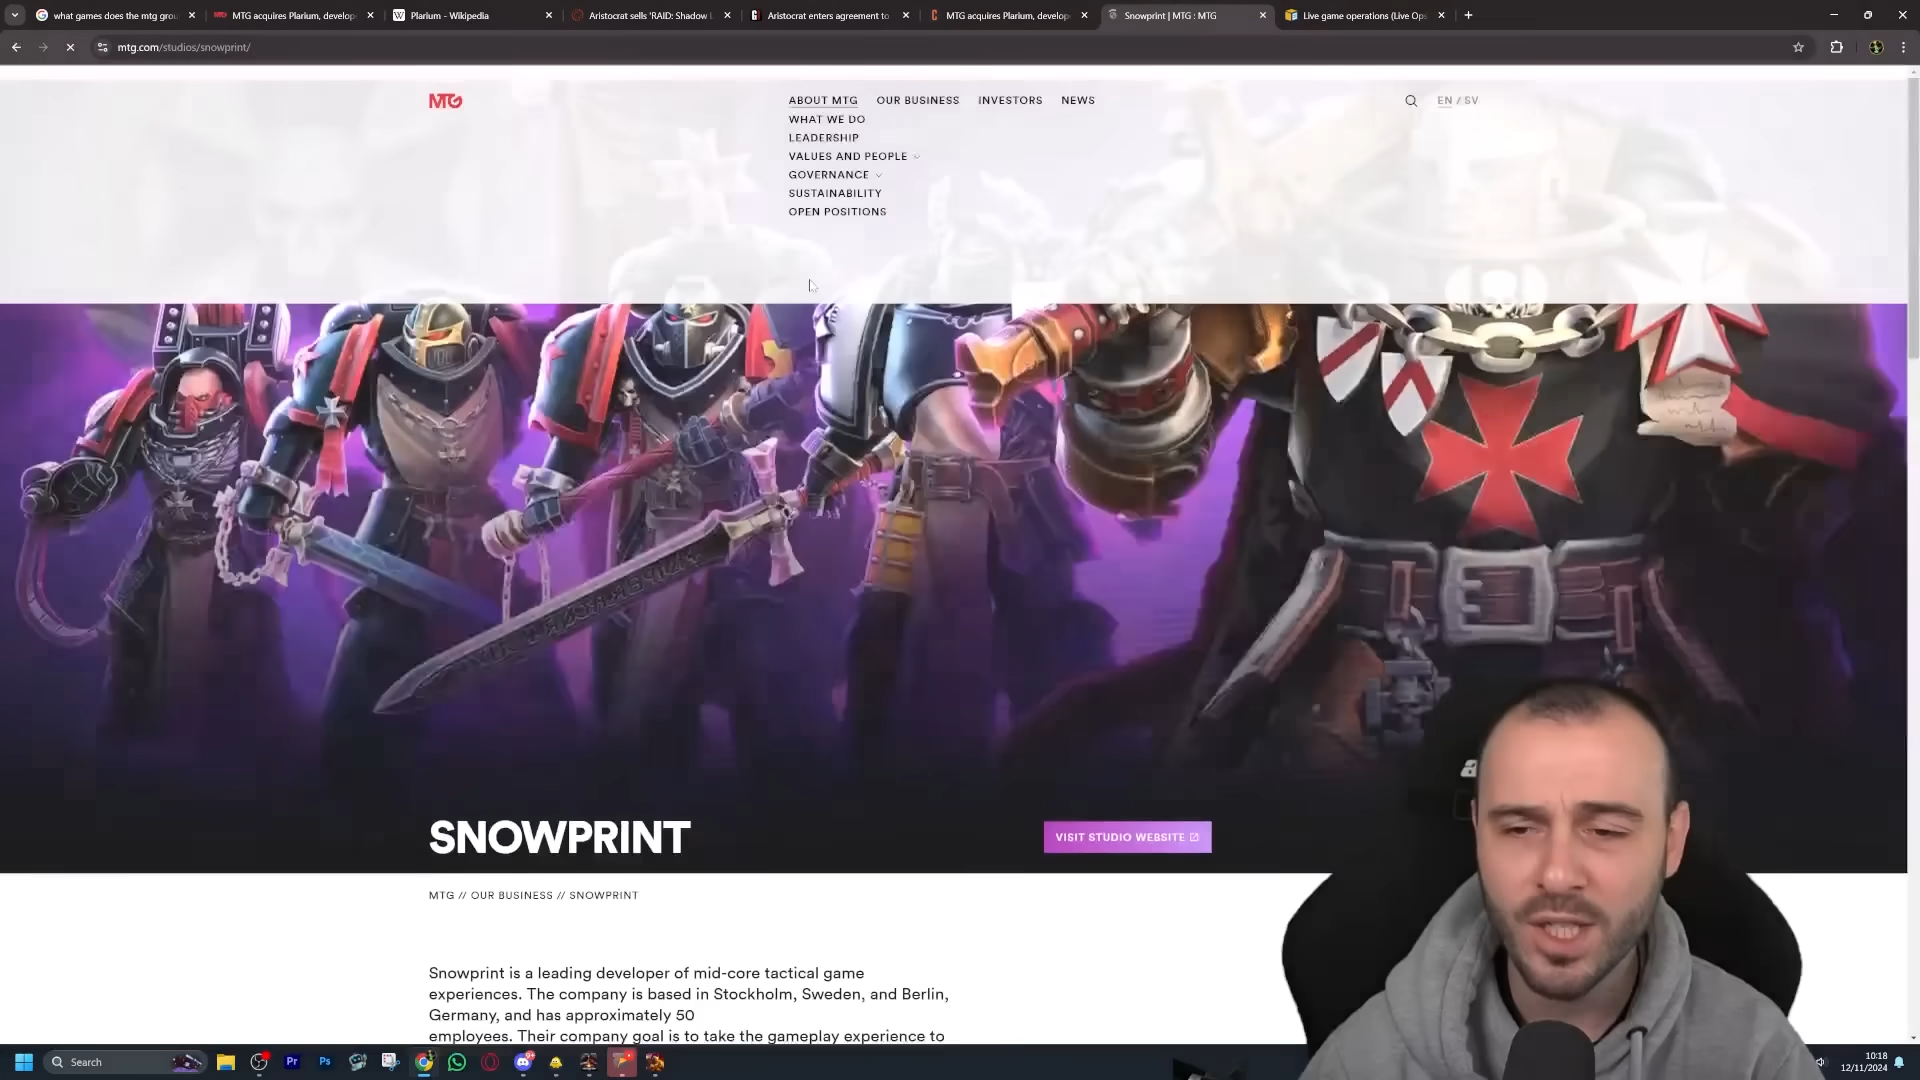 what games does the mtg grou
MTG acquires Plarium, develop
Plarium - Wikipedia
Aristocrat sells 'RAID: Shadow L
Aristocrat enters agreement to
MTG acquires Plarium, develop
Snowprint | MTG : MTG
Live game operations (Live Ops
mtg.com/studios/snowprint/
MTG
ABOUT MTG
OUR BUSINESS
INVESTORS
NEWS
EN / SV
WHAT WE DO
LEADERSHIP
VALUES AND PEOPLE
GOVERNANCE
SUSTAINABILITY
OPEN POSITIONS
SNOWPRINT
VISIT STUDIO WEBSITE
MTG // OUR BUSINESS // SNOWPRINT
Snowprint is a leading developer of mid-core tactical game
experiences. The company is based in Stockholm, Sweden, and Berlin,
Germany, and has approximately 50
employees. Their company goal is to take the gameplay experience to
Search
Pr
Ps
10:18
12/11/2024